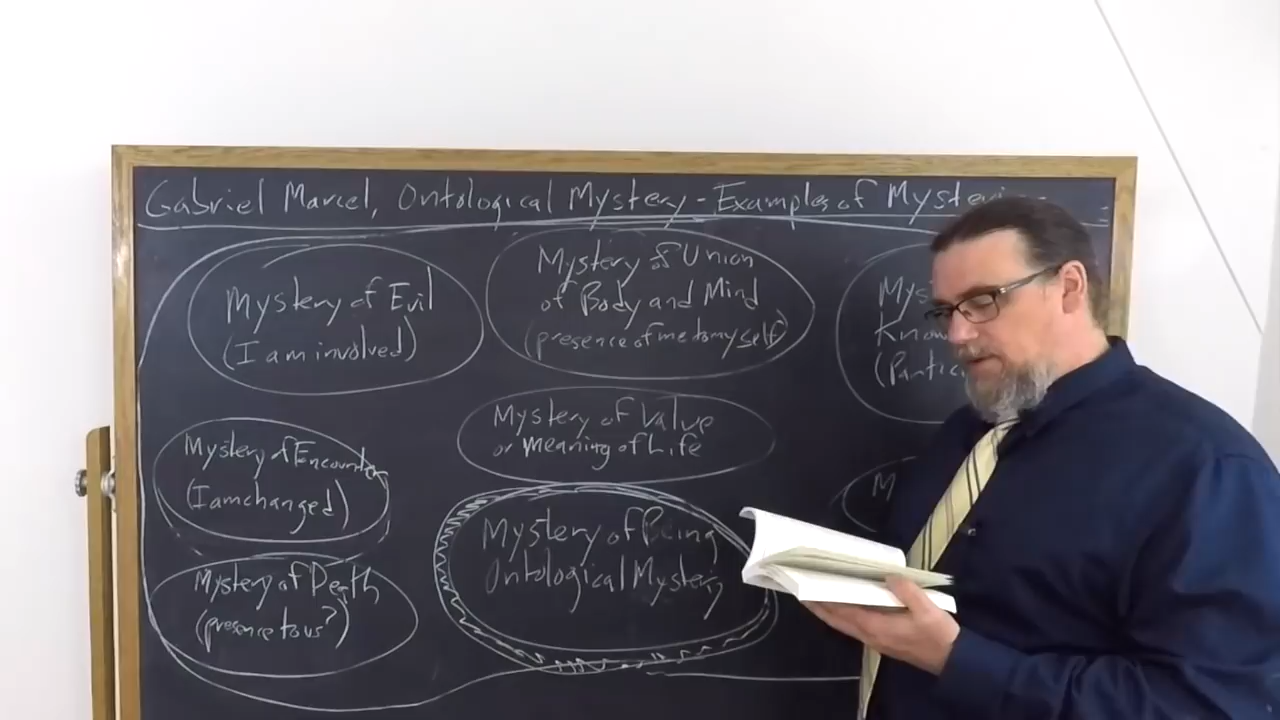 Gabriel Marcel, Ontological Mystery - Examples of
Mystery of Evil
(I am involved)
Mystery of Union
of Body and Mind
(presence of me to myself)
Mystery of Value
or Meaning of Life
Mystery of Encounter
(I am changed)
Mystery of Being
Ontological Mystery
Mystery of Death
(presence to us?)